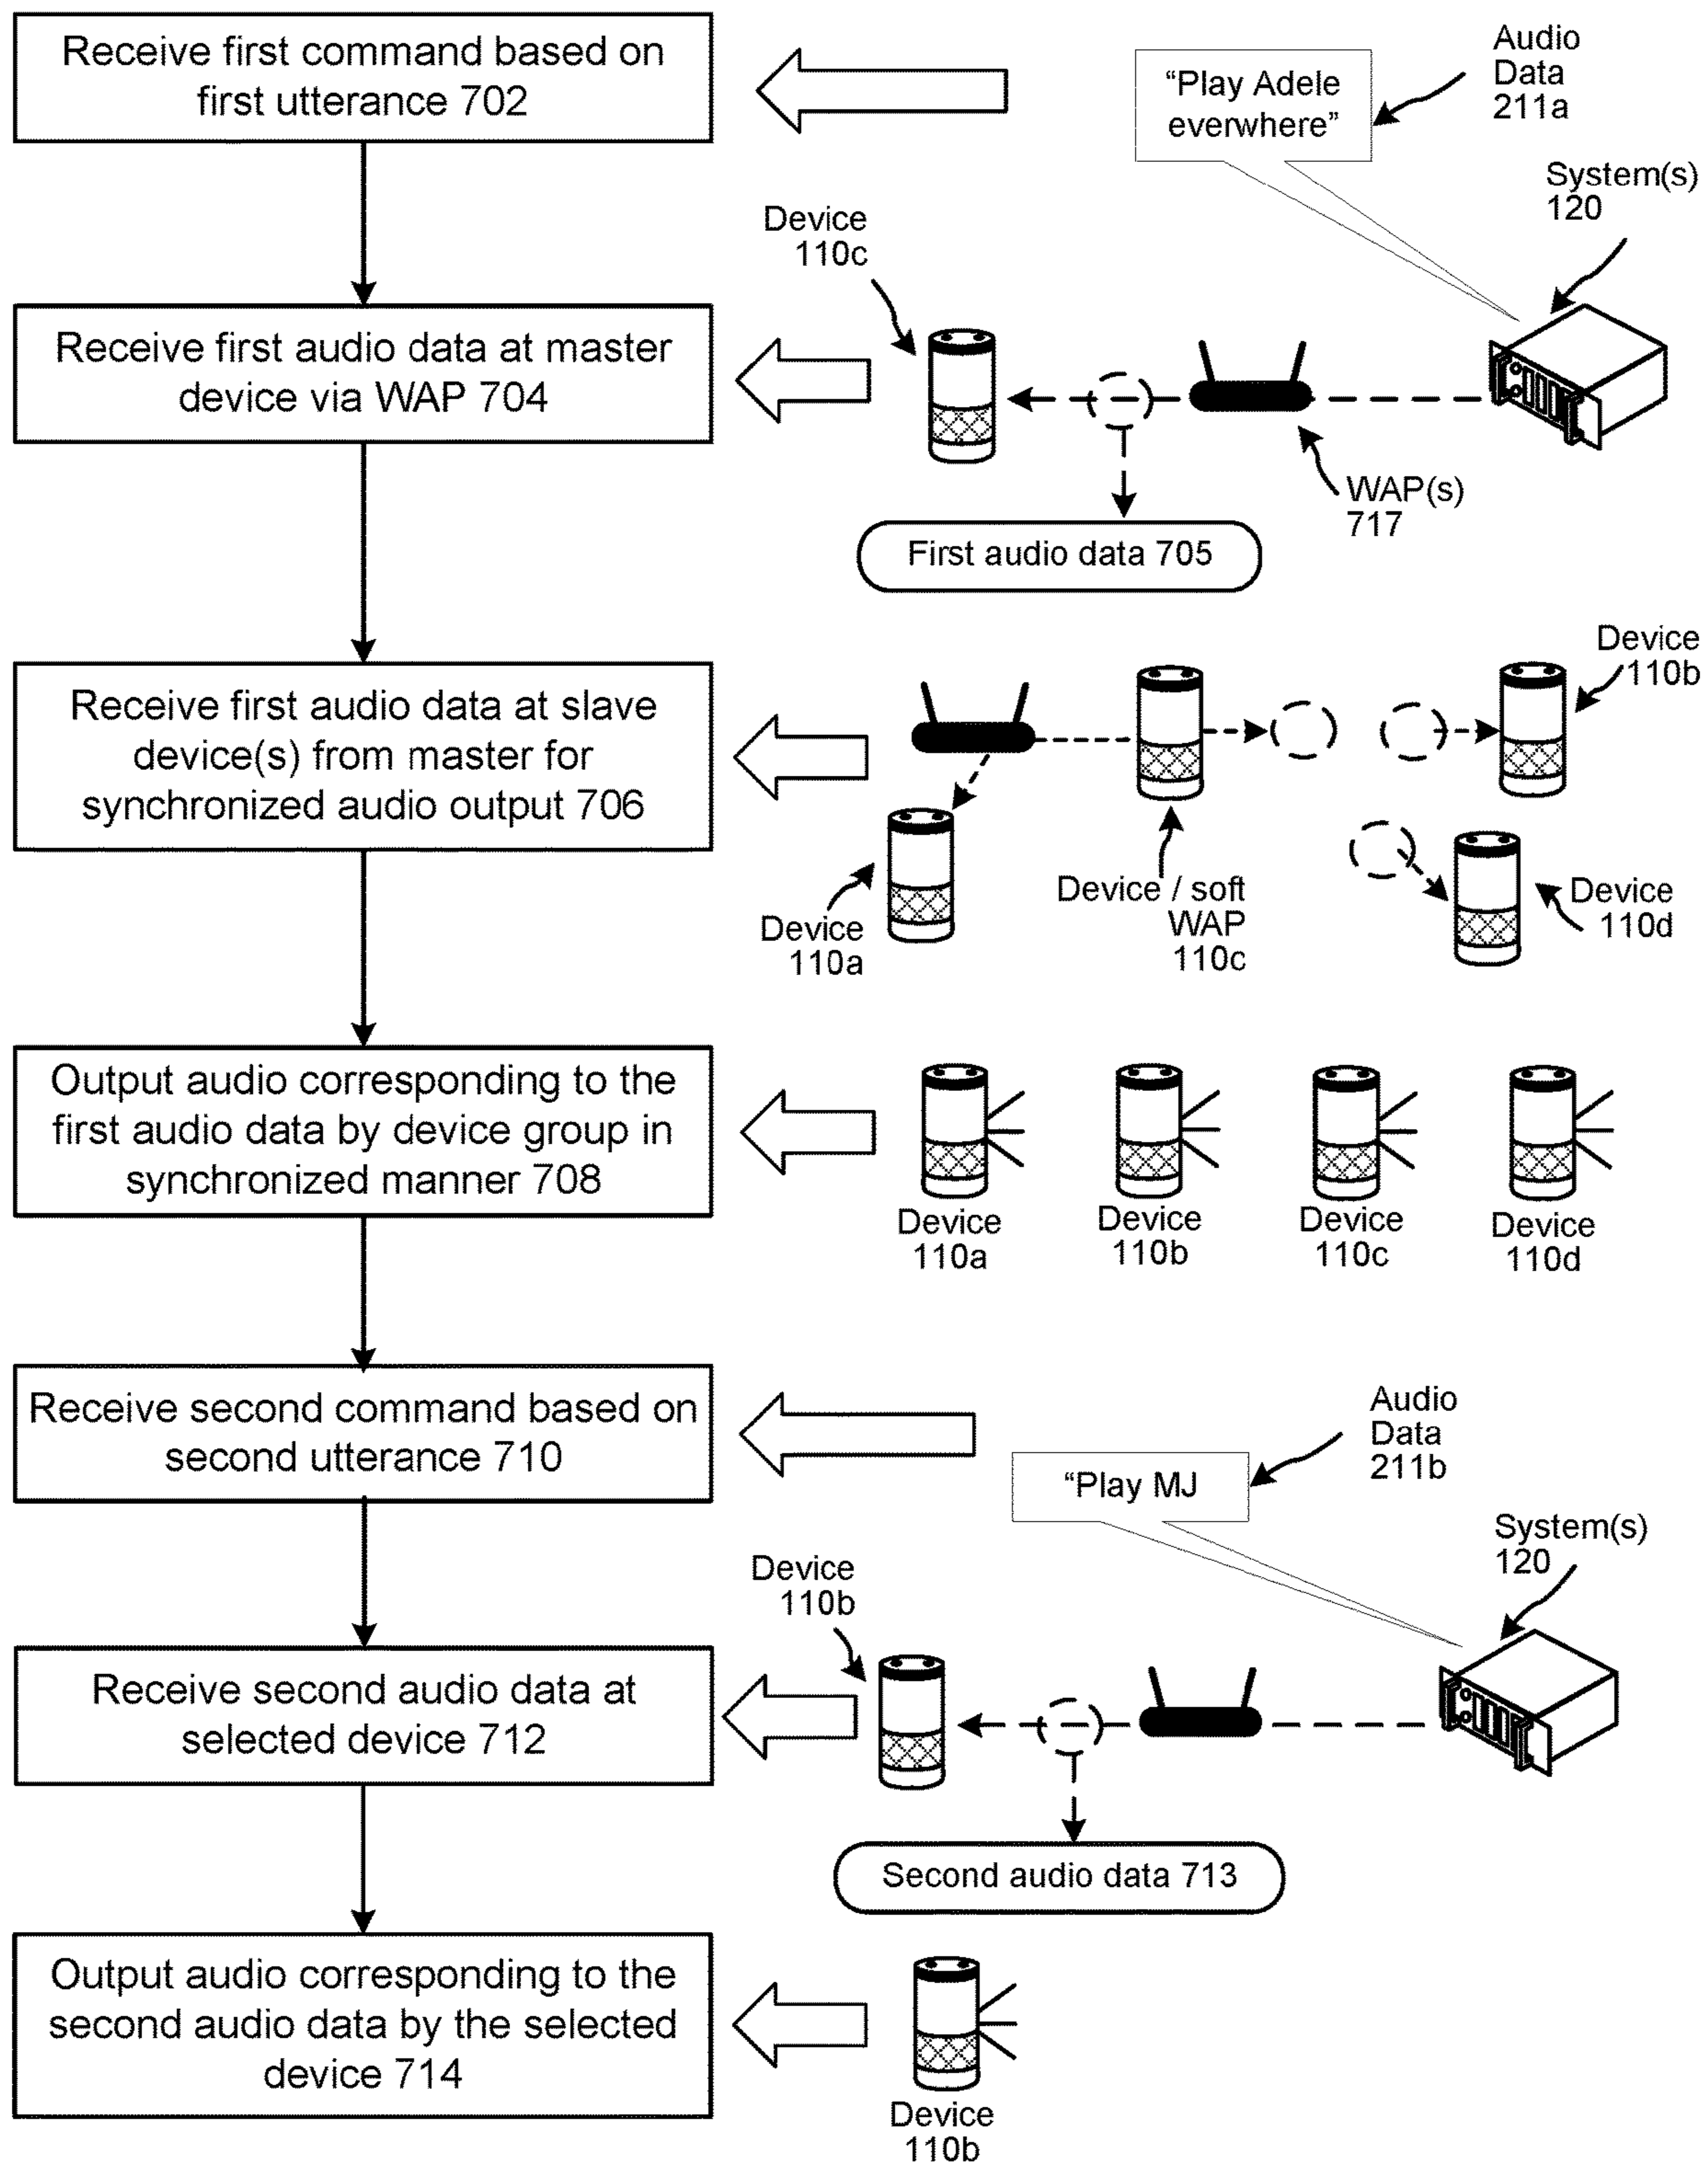 Receive first command based on
first utterance 702
“Play Adele
everwhere”
Audio
Data
211a
System(s)
120
Device
110c
Receive first audio data at master
device via WAP 704
WAP(s)
717
First audio data 705
Receive first audio data at slave
device(s) from master for
synchronized audio output 706
Device
110b
Device
110a
Device / soft
WAP
110c
Device
110d
Output audio corresponding to the
first audio data by device group in
synchronized manner 708
Device
110a
Device
110b
Device
110c
Device
110d
Receive second command based on
second utterance 710
“Play MJ
Audio
Data
211b
System(s)
120
Device
110b
Receive second audio data at
selected device 712
Second audio data 713
Output audio corresponding to the
second audio data by the selected
device 714
Device
110b